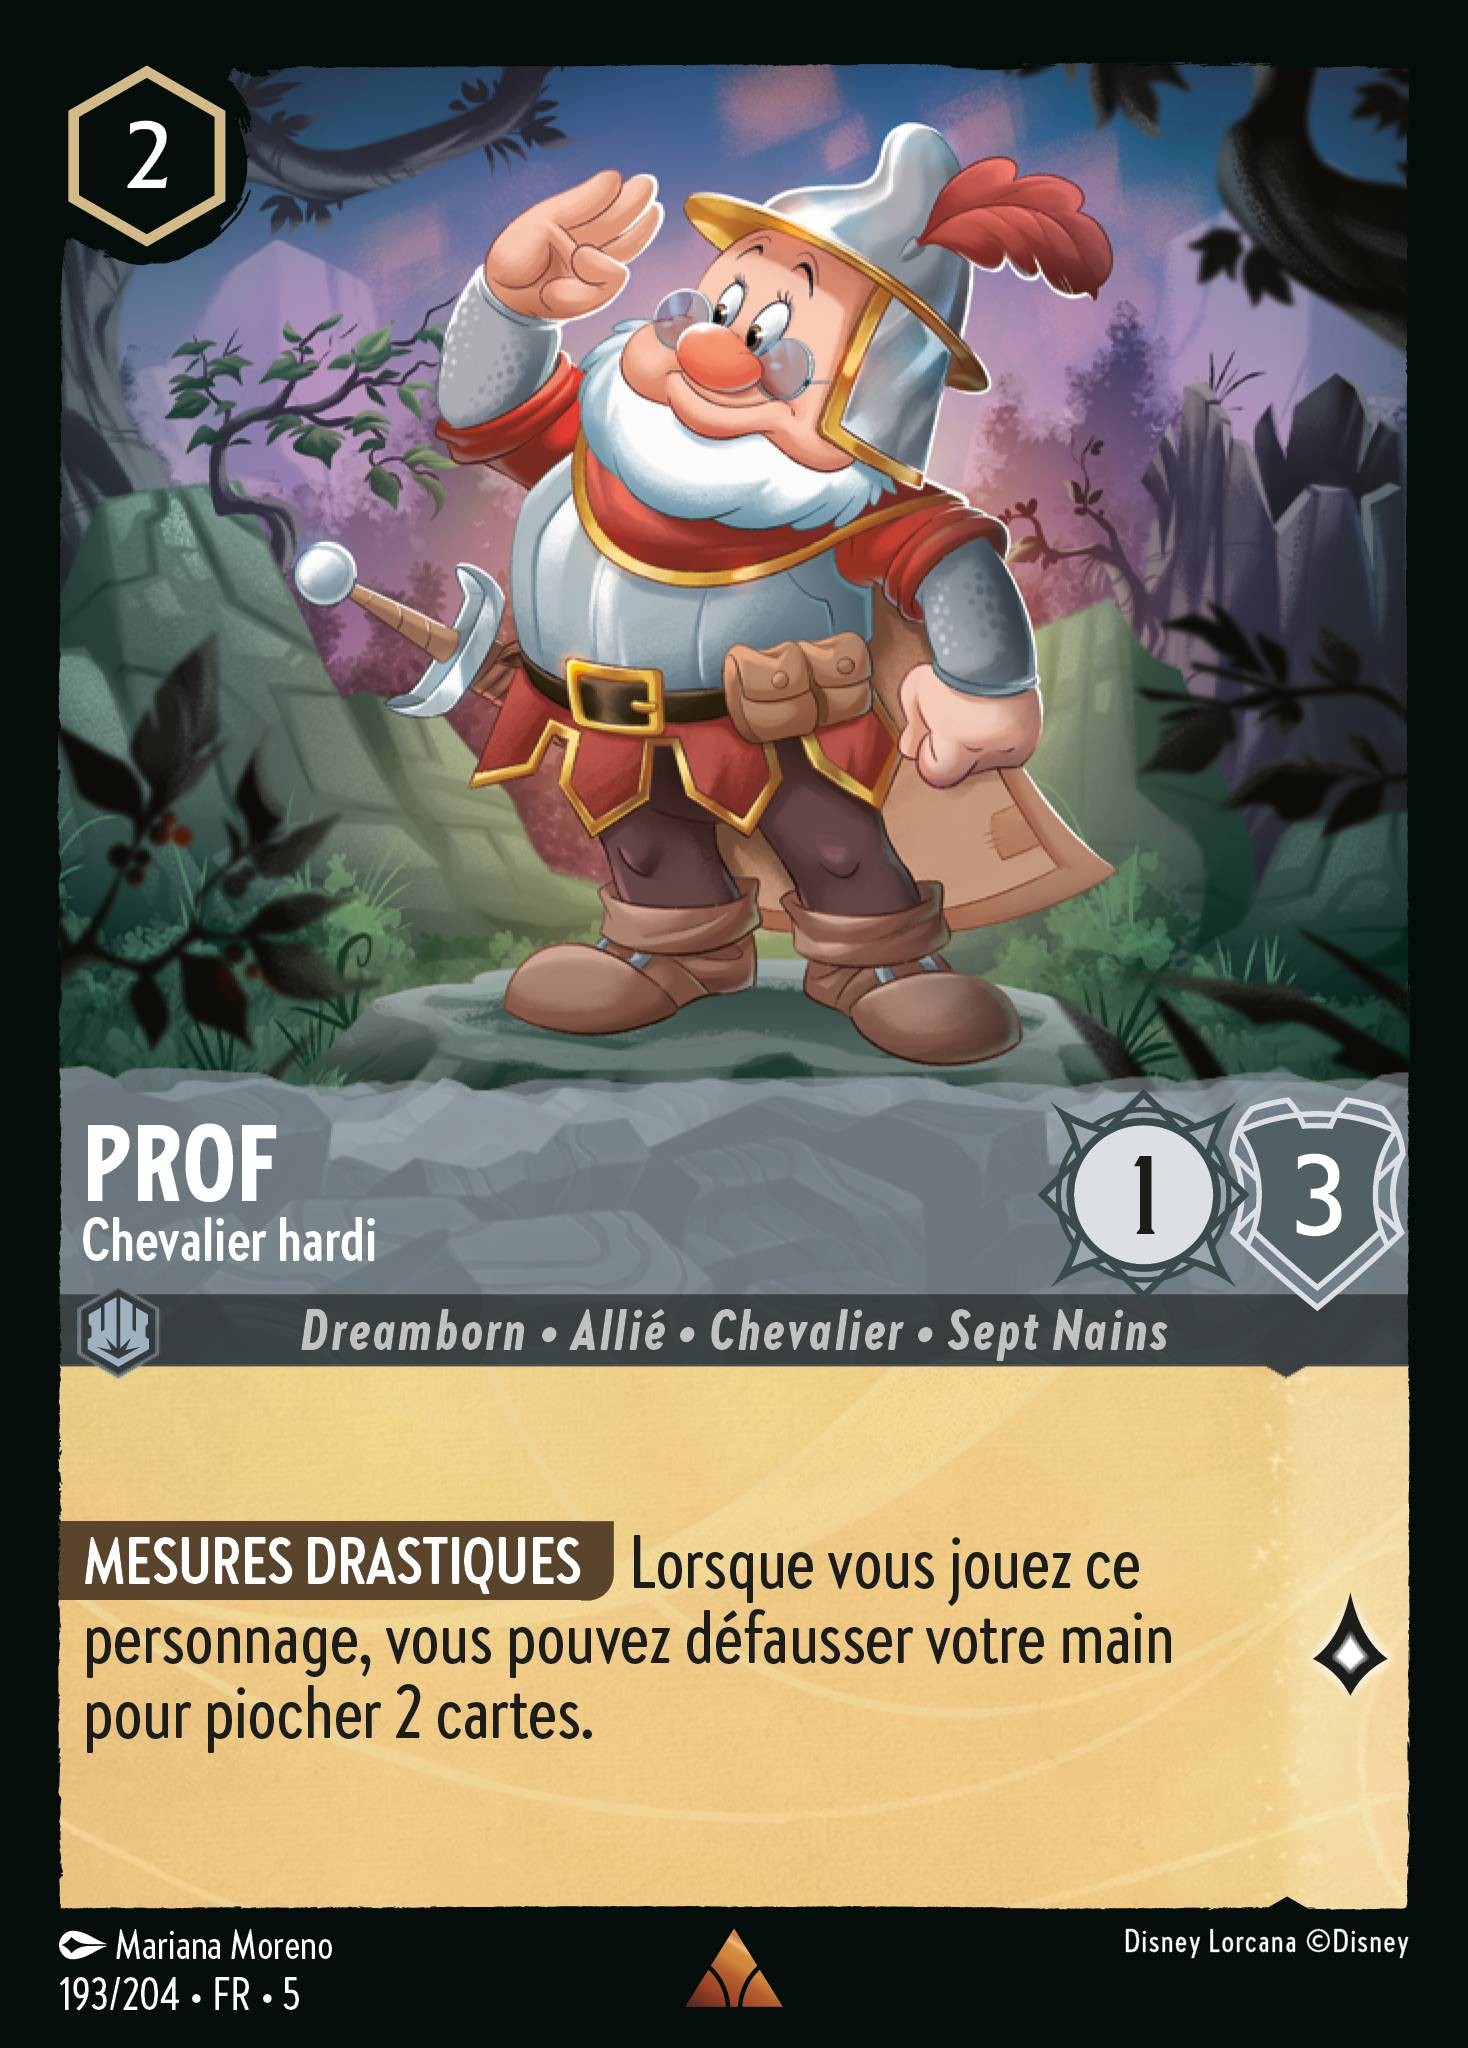 2
PROF
Chevalier hardi
1
3
Dreamborn • Allié • Chevalier • Sept Nains
MESURES DRASTIQUES Lorsque vous jouez ce
personnage, vous pouvez défausser votre main
pour piocher 2 cartes.
Mariana Moreno
193/204 • FR • 5
Disney Lorcana ©Disney